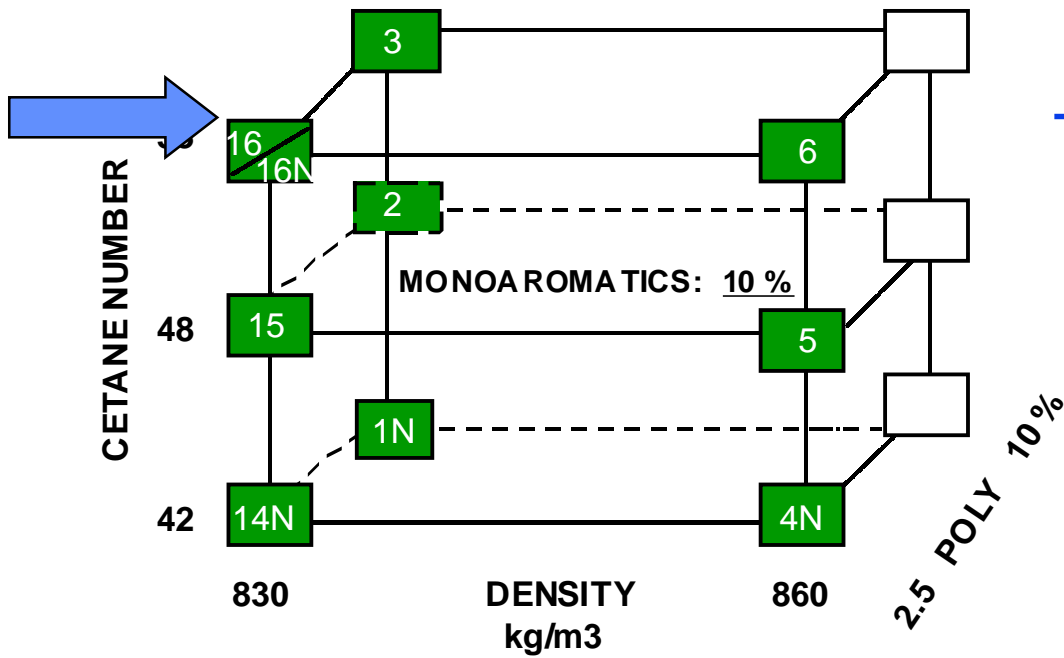 3
16
16N
6
2
MONOAROMATICS: 10 %
CETANE NUMBER
48
15
5
1N
42
14N
4N
2.5 POLY 10 %
830
DENSITY
860
kg/m3